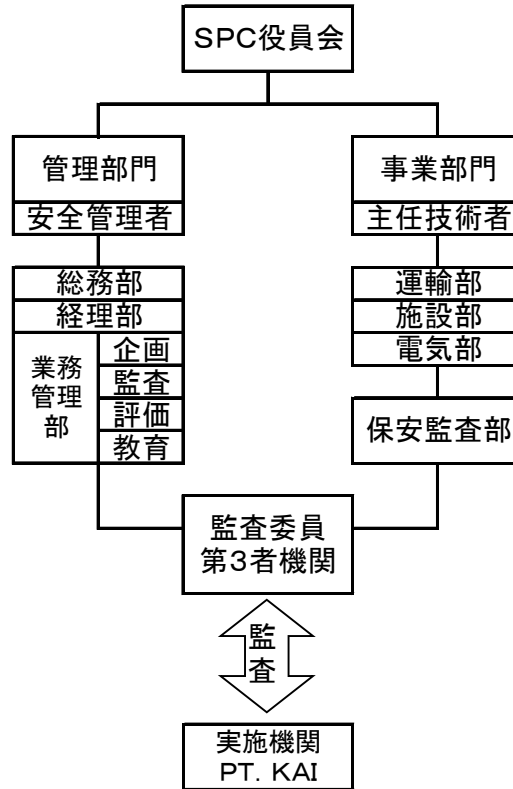 SPC役員会
管理部門
安全管理者
総務部
経理部
業務
管理
部
企画
監査
評価
教育
事業部門
主任技術者
運輸部
施設部
電気部
保安監査部
監査委員
第3者機関
監
査
実施機関
PT. KAI